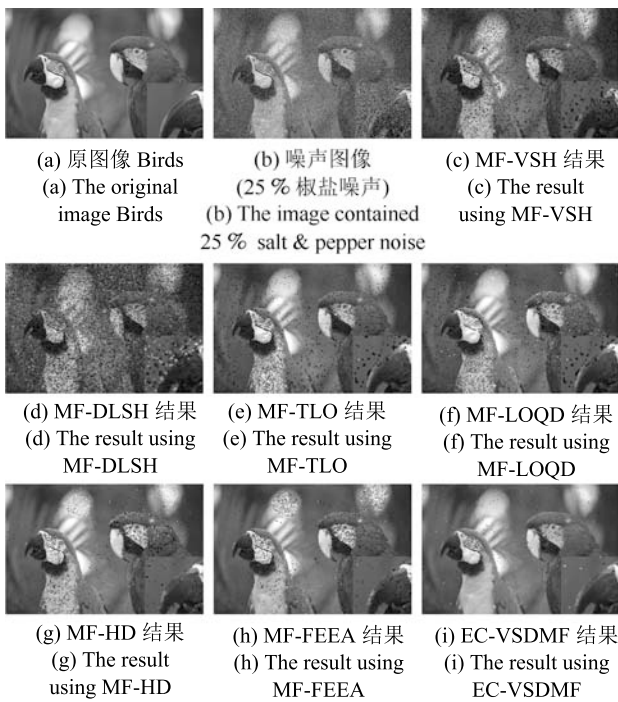 (a) 原图像 Birds
(a) The original
image Birds
(b) 噪声图像
(25 % 椒盐噪声)
(b) The image contained
25 % salt & pepper noise
(c) MF-VSH 结果
(c) The result
using MF-VSH
(d) MF-DLSH 结果
(d) The result using
MF-DLSH
(e) MF-TLO 结果
(e) The result using
MF-TLO
(f) MF-LOQD 结果
(f) The result using
MF-LOQD
(g) MF-HD 结果
(g) The result
using MF-HD
(h) MF-FEEA 结果
(h) The result using
MF-FEEA
(i) EC-VSDMF 结果
(i) The result using
EC-VSDMF